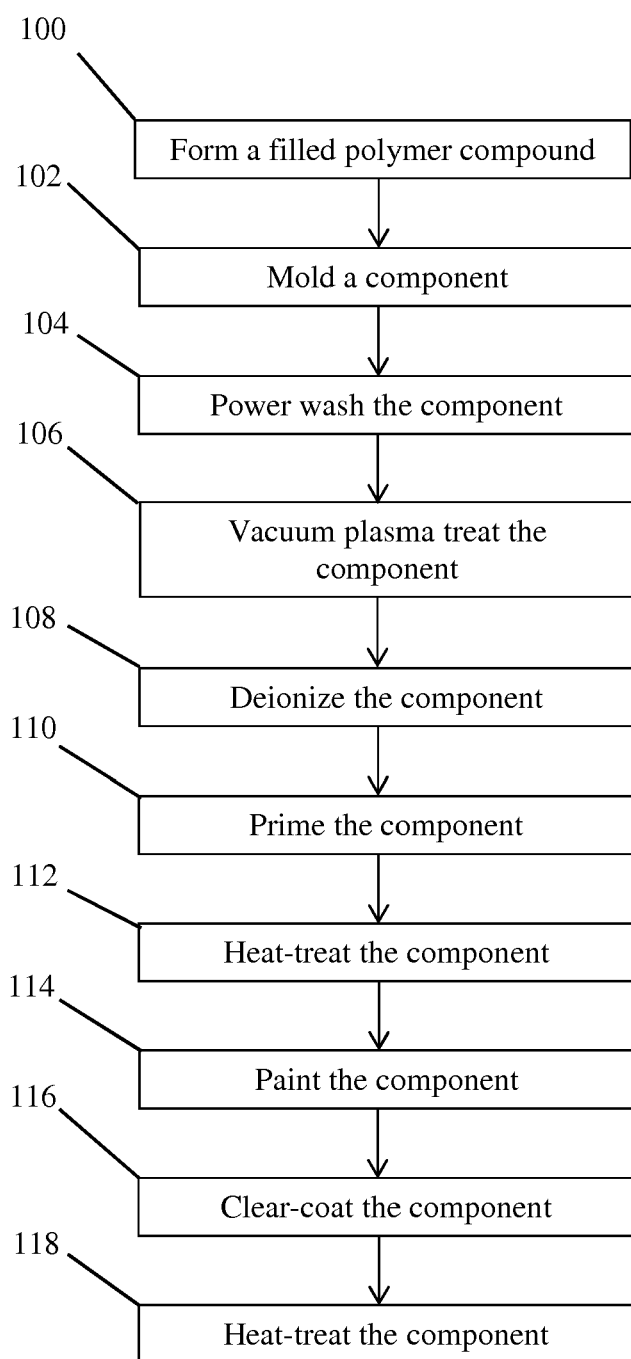 100
Form a filled polymer compound
102
Mold a component
104
Power wash the component
106
Vacuum plasma treat the
component
108
Deionize the component
110
Prime the component
112
Heat-treat the component
114
Paint the component
116
Clear-coat the component
118
Heat-treat the component